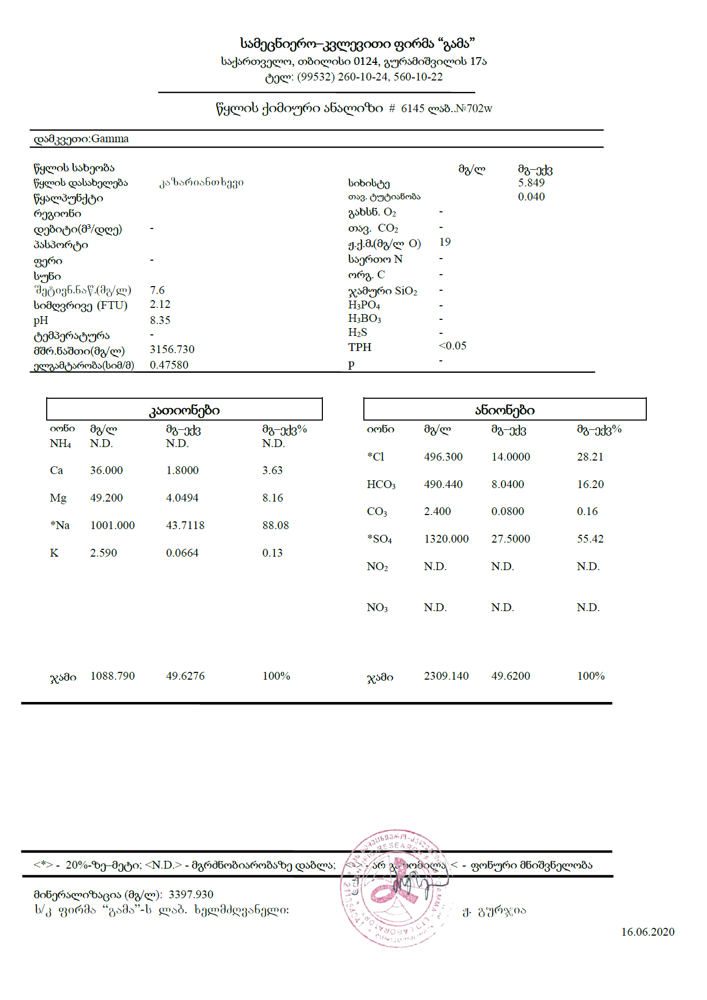 სამეცნიერო–კვლევითი ფირმა “გამა”
საქართველო, თბილისი 0124, გურამიშვილის 17ა
ტელ: (99532) 260-10-24, 560-10-22
წყლის ქიმიური ანალიზი # 6145 ლაბ..№702w
დამკვეთი:Gamma
წყლის სახეობა
წყლის დასახელება კაზარიანთხევი
წყალპუნქტი
რეგიონი
დებიტი(მ³/დღე) -
პასპორტი
ფერი -
სუნი
შეტივნ.ნაწ.(მგ/ლ) 7.6
სიმღვრივე (FTU) 2.12
pH 8.35
ტემპერატურა -
მშრ.ნაშთი(მგ/ლ) 3156.730
ელგამტარობა(სიმ/მ) 0.47580
მგ/ლ მგ–ექვ
სიხისტე 5.849
თავ. ტუტიანობა 0.040
გახსნ. O₂ -
თავ. CO₂ -
ჟ.ქ.მ.(მგ/ლ O) 19
საერთო N -
ორგ. C -
ჯამური SiO₂ -
H₃PO₄ -
H₃BO₃ -
H₂S -
TPH <0.05
p -
კათიონები
იონი მგ/ლ მგ–ექვ მგ–ექვ%
NH₄ N.D. N.D. N.D.
Ca 36.000 1.8000 3.63
Mg 49.200 4.0494 8.16
*Na 1001.000 43.7118 88.08
K 2.590 0.0664 0.13
ჯამი 1088.790 49.6276 100%
ანიონები
იონი მგ/ლ მგ–ექვ მგ–ექვ%
*Cl 496.300 14.0000 28.21
HCO₃ 490.440 8.0400 16.20
CO₃ 2.400 0.0800 0.16
*SO₄ 1320.000 27.5000 55.42
NO₂ N.D. N.D. N.D.
NO₃ N.D. N.D. N.D.
ჯამი 2309.140 49.6200 100%
<*> - 20%-ზე–მეტი; <N.D.> - მგრძნობიარობაზე დაბლა; <-> - არ გაზომილა < - ფონური მნიშვნელობა
მინერალიზაცია (მგ/ლ): 3397.930
ს/კ ფირმა “გამა”-ს ლაბ. ხელმძღვანელი: ჟ. გურჯია
16.06.2020